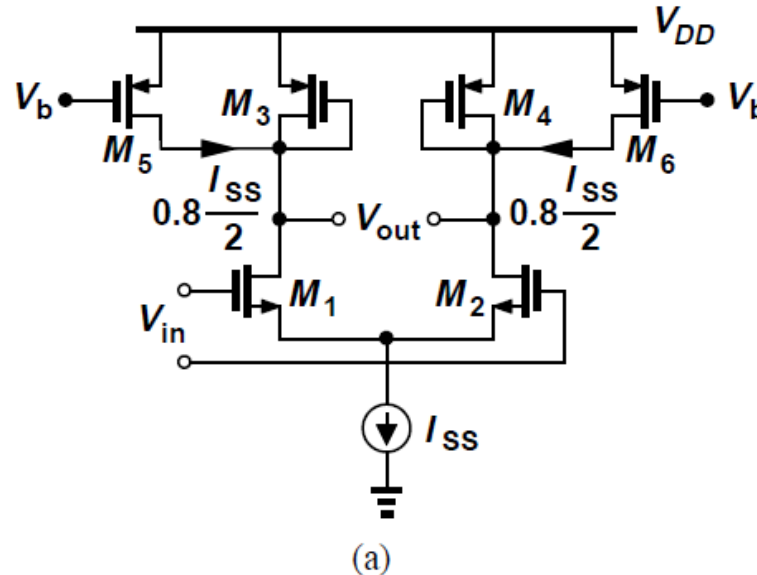 V_DD
V_b
M_3
M_4
V_b
M_5
M_6
0.8 I_SS/2
V_out
0.8 I_SS/2
M_1
M_2
V_in
I_SS
(a)